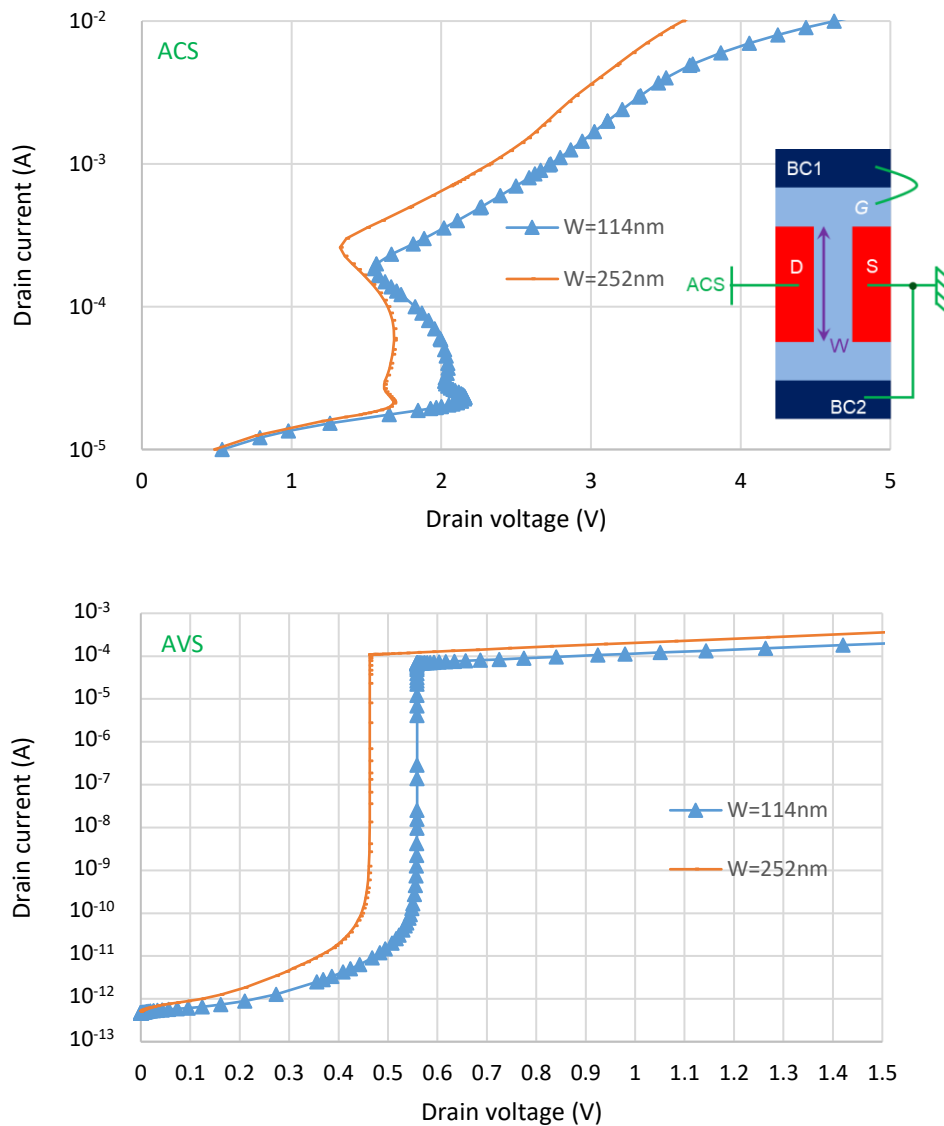 ACS
10⁻²
10⁻³
10⁻⁴
10⁻⁵
Drain current (A)
0 1 2 3 4 5
Drain voltage (V)
W=114nm
W=252nm
BC1
G
D
S
ACS
W
BC2
AVS
10⁻³
10⁻⁴
10⁻⁵
10⁻⁶
10⁻⁷
10⁻⁸
10⁻⁹
10⁻¹⁰
10⁻¹¹
10⁻¹²
10⁻¹³
Drain current (A)
W=114nm
W=252nm
0 0.1 0.2 0.3 0.4 0.5 0.6 0.7 0.8 0.9 1 1.1 1.2 1.3 1.4 1.5
Drain voltage (V)